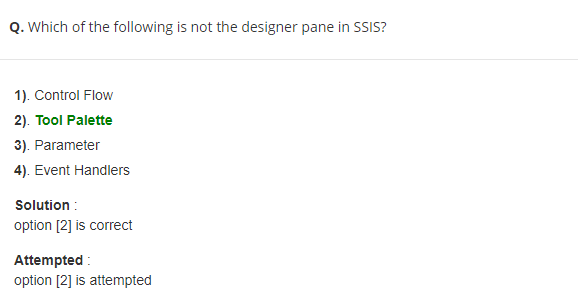 Q. Which of the following is not the designer pane in SSIS?
1). Control Flow
2). Tool Palette
3). Parameter
4). Event Handlers
Solution :
option [2] is correct
Attempted :
option [2] is attempted